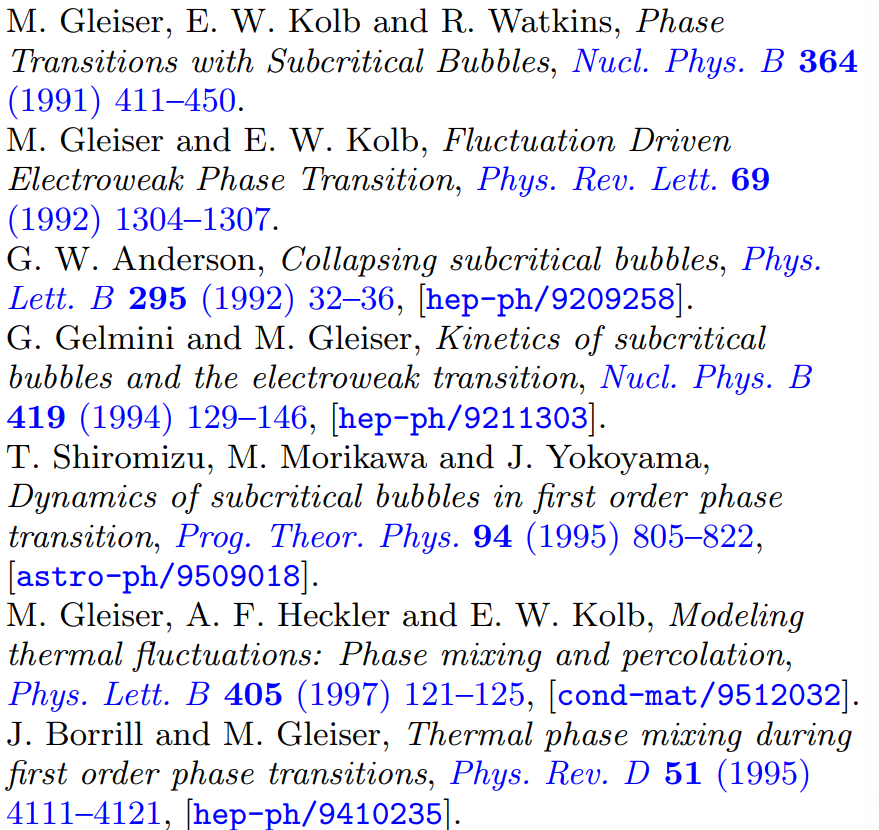 M. Gleiser, E. W. Kolb and R. Watkins, Phase
Transitions with Subcritical Bubbles, Nucl. Phys. B 364
(1991) 411–450.
M. Gleiser and E. W. Kolb, Fluctuation Driven
Electroweak Phase Transition, Phys. Rev. Lett. 69
(1992) 1304–1307.
G. W. Anderson, Collapsing subcritical bubbles, Phys.
Lett. B 295 (1992) 32–36, [hep-ph/9209258].
G. Gelmini and M. Gleiser, Kinetics of subcritical
bubbles and the electroweak transition, Nucl. Phys. B
419 (1994) 129–146, [hep-ph/9211303].
T. Shiromizu, M. Morikawa and J. Yokoyama,
Dynamics of subcritical bubbles in first order phase
transition, Prog. Theor. Phys. 94 (1995) 805–822,
[astro-ph/9509018].
M. Gleiser, A. F. Heckler and E. W. Kolb, Modeling
thermal fluctuations: Phase mixing and percolation,
Phys. Lett. B 405 (1997) 121–125, [cond-mat/9512032].
J. Borrill and M. Gleiser, Thermal phase mixing during
first order phase transitions, Phys. Rev. D 51 (1995)
4111–4121, [hep-ph/9410235].